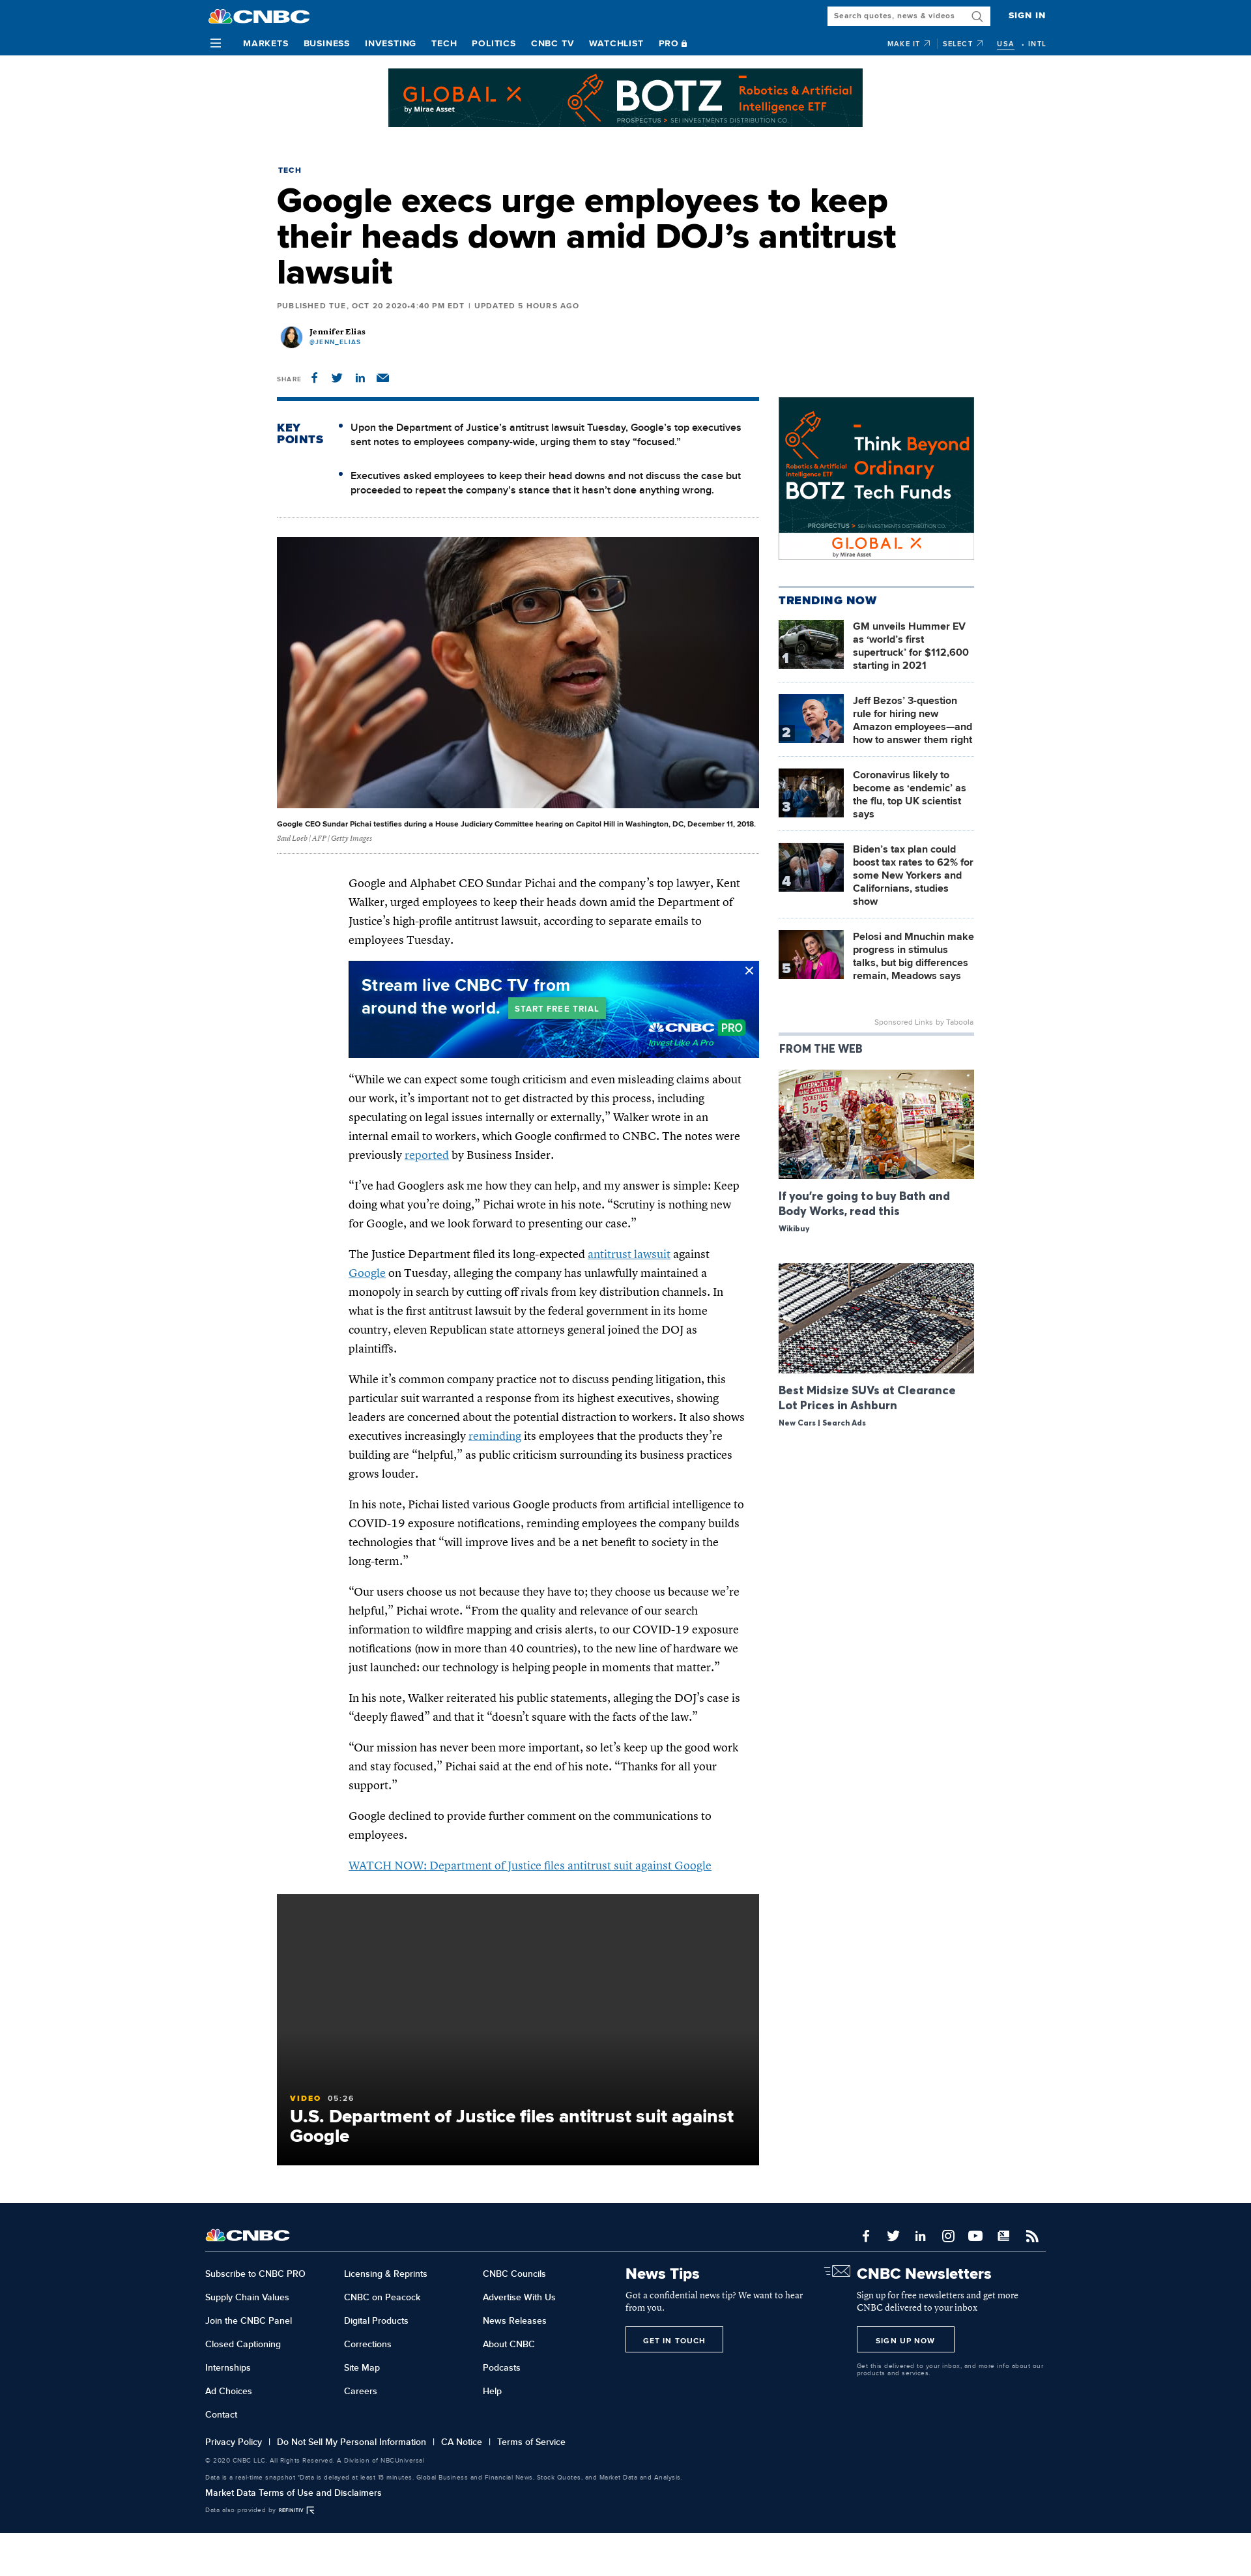 CNBC
Search quotes, news & videos
SIGN IN
MARKETS BUSINESS INVESTING TECH POLITICS CNBC TV WATCHLIST PRO
MAKE IT SELECT USA • INTL
GLOBAL X
by Mirae Asset
BOTZ
Robotics & Artificial
Intelligence ETF
PROSPECTUS > SEI INVESTMENTS DISTRIBUTION CO.
TECH
Google execs urge employees to keep
their heads down amid DOJ’s antitrust
lawsuit
PUBLISHED TUE, OCT 20 2020•4:40 PM EDT | UPDATED 5 HOURS AGO
Jennifer Elias
@JENN_ELIAS
SHARE
KEY
POINTS
• Upon the Department of Justice’s antitrust lawsuit Tuesday, Google’s top executives
sent notes to employees company-wide, urging them to stay “focused.”
• Executives asked employees to keep their head downs and not discuss the case but
proceeded to repeat the company’s stance that it hasn’t done anything wrong.
Google CEO Sundar Pichai testifies during a House Judiciary Committee hearing on Capitol Hill in Washington, DC, December 11, 2018.
Saul Loeb | AFP | Getty Images
Google and Alphabet CEO Sundar Pichai and the company’s top lawyer, Kent
Walker, urged employees to keep their heads down amid the Department of
Justice’s high-profile antitrust lawsuit, according to separate emails to
employees Tuesday.
Stream live CNBC TV from
around the world.
START FREE TRIAL
CNBC PRO
Invest Like A Pro
“While we can expect some tough criticism and even misleading claims about
our work, it’s important not to get distracted by this process, including
speculating on legal issues internally or externally,” Walker wrote in an
internal email to workers, which Google confirmed to CNBC. The notes were
previously reported by Business Insider.
“I’ve had Googlers ask me how they can help, and my answer is simple: Keep
doing what you’re doing,” Pichai wrote in his note. “Scrutiny is nothing new
for Google, and we look forward to presenting our case.”
The Justice Department filed its long-expected antitrust lawsuit against
Google on Tuesday, alleging the company has unlawfully maintained a
monopoly in search by cutting off rivals from key distribution channels. In
what is the first antitrust lawsuit by the federal government in its home
country, eleven Republican state attorneys general joined the DOJ as
plaintiffs.
While it’s common company practice not to discuss pending litigation, this
particular suit warranted a response from its highest executives, showing
leaders are concerned about the potential distraction to workers. It also shows
executives increasingly reminding its employees that the products they’re
building are “helpful,” as public criticism surrounding its business practices
grows louder.
In his note, Pichai listed various Google products from artificial intelligence to
COVID-19 exposure notifications, reminding employees the company builds
technologies that “will improve lives and be a net benefit to society in the
long-term.”
“Our users choose us not because they have to; they choose us because we’re
helpful,” Pichai wrote. “From the quality and relevance of our search
information to wildfire mapping and crisis alerts, to our COVID-19 exposure
notifications (now in more than 40 countries), to the new line of hardware we
just launched: our technology is helping people in moments that matter.”
In his note, Walker reiterated his public statements, alleging the DOJ’s case is
“deeply flawed” and that it “doesn’t square with the facts of the law.”
“Our mission has never been more important, so let’s keep up the good work
and stay focused,” Pichai said at the end of his note. “Thanks for all your
support.”
Google declined to provide further comment on the communications to
employees.
WATCH NOW: Department of Justice files antitrust suit against Google
VIDEO 05:26
U.S. Department of Justice files antitrust suit against
Google
Robotics & Artificial
Intelligence ETF
BOTZ
Think Beyond
Ordinary
Tech Funds
PROSPECTUS > SEI INVESTMENTS DISTRIBUTION CO.
GLOBAL X
by Mirae Asset
TRENDING NOW
1
GM unveils Hummer EV
as ‘world’s first
supertruck’ for $112,600
starting in 2021
2
Jeff Bezos’ 3-question
rule for hiring new
Amazon employees—and
how to answer them right
3
Coronavirus likely to
become as ‘endemic’ as
the flu, top UK scientist
says
4
Biden’s tax plan could
boost tax rates to 62% for
some New Yorkers and
Californians, studies
show
5
Pelosi and Mnuchin make
progress in stimulus
talks, but big differences
remain, Meadows says
Sponsored Links by Taboola
FROM THE WEB
AMERICA'S #1
5 for $5
If you’re going to buy Bath and
Body Works, read this
Wikibuy
Best Midsize SUVs at Clearance
Lot Prices in Ashburn
New Cars | Search Ads
CNBC
Subscribe to CNBC PRO
Supply Chain Values
Join the CNBC Panel
Closed Captioning
Internships
Ad Choices
Contact
Licensing & Reprints
CNBC on Peacock
Digital Products
Corrections
Site Map
Careers
CNBC Councils
Advertise With Us
News Releases
About CNBC
Podcasts
Help
News Tips
Got a confidential news tip? We want to hear
from you.
GET IN TOUCH
CNBC Newsletters
Sign up for free newsletters and get more
CNBC delivered to your inbox
SIGN UP NOW
Get this delivered to your inbox, and more info about our
products and services.
Privacy Policy | Do Not Sell My Personal Information | CA Notice | Terms of Service
© 2020 CNBC LLC. All Rights Reserved. A Division of NBCUniversal
Data is a real-time snapshot *Data is delayed at least 15 minutes. Global Business and Financial News, Stock Quotes, and Market Data and Analysis.
Market Data Terms of Use and Disclaimers
Data also provided by REFINITIV